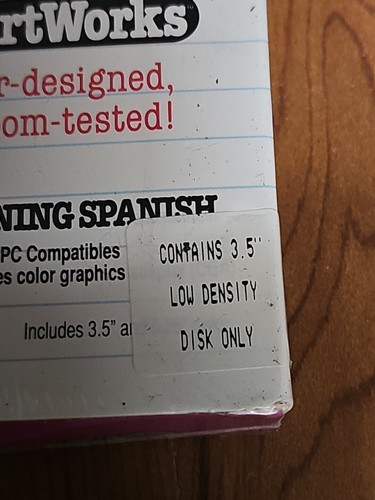 rtWorks™
r-designed,
om-tested!
NING SPANISH
PC Compatibles
es color graphics
Includes 3.5" a
CONTAINS 3.5"
LOW DENSITY
DISK ONLY